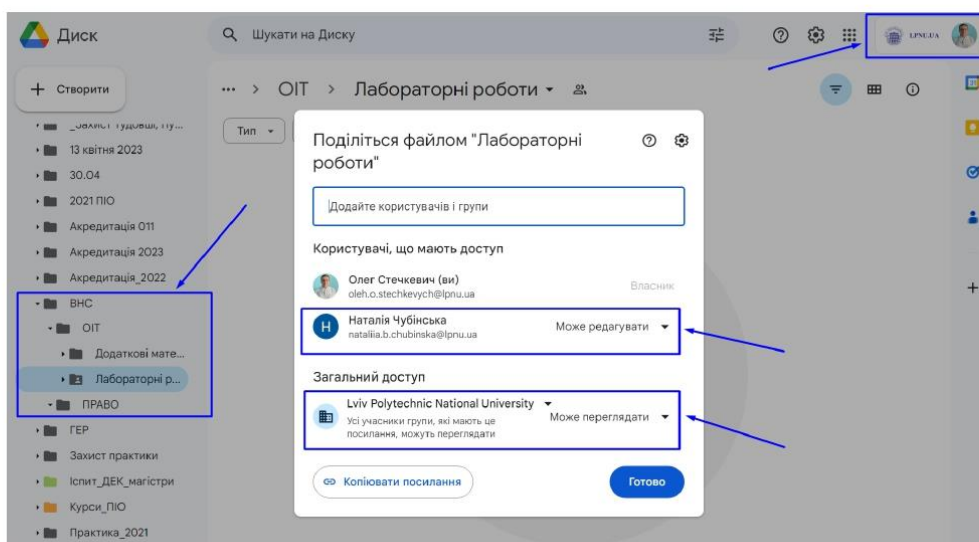 Диск
Шукати на Диску
LPNU.UA
Створити
ОІТ > Лабораторні роботи
Тип
13 квітня 2023
30.04
2021 ПІО
Акредитація 011
Акредитація 2023
Акредитація_2022
ВНС
ОІТ
Додаткові мате...
Лабораторні р...
ПРАВО
ГЕР
Захист практики
Іспит_ДЕК_магістри
Курси_ПІО
Практика_2021
Поділіться файлом "Лабораторні
роботи"
Додайте користувачів і групи
Користувачі, що мають доступ
Олег Стечкевич (ви)
oleh.o.stechkevych@lpnu.ua
Власник
Н
Наталія Чубінська
nataliia.b.chubinska@lpnu.ua
Може редагувати
Загальний доступ
Lviv Polytechnic National University
Усі учасники групи, які мають це
посилання, можуть переглядати
Може переглядати
Копіювати посилання
Готово